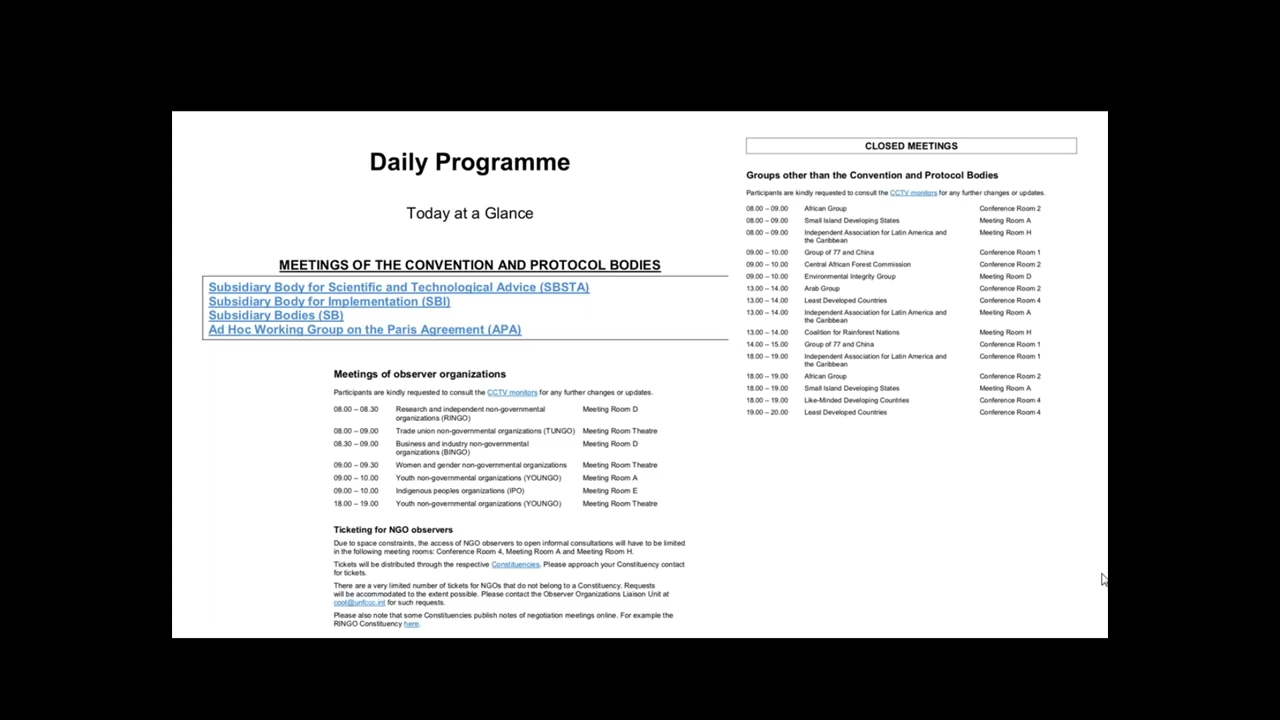 Daily Programme
Today at a Glance
MEETINGS OF THE CONVENTION AND PROTOCOL BODIES
Subsidiary Body for Scientific and Technological Advice (SBSTA)
Subsidiary Body for Implementation (SBI)
Subsidiary Bodies (SB)
Ad Hoc Working Group on the Paris Agreement (APA)
Meetings of observer organizations
Participants are kindly requested to consult the CCTV monitors for any further changes or updates.
08.00 – 08.30 Research and independent non-governmental Meeting Room D
organizations (RINGO)
08.00 – 09.00 Trade union non-governmental organizations (TUNGO) Meeting Room Theatre
08.30 – 09.00 Business and industry non-governmental Meeting Room D
organizations (BINGO)
09.00 – 09.30 Women and gender non-governmental organizations Meeting Room Theatre
09.00 – 10.00 Youth non-governmental organizations (YOUNGO) Meeting Room A
09.00 – 10.00 Indigenous peoples organizations (IPO) Meeting Room E
18.00 – 19.00 Youth non-governmental organizations (YOUNGO) Meeting Room Theatre
Ticketing for NGO observers
Due to space constraints, the access of NGO observers to open informal consultations will have to be limited
in the following meeting rooms: Conference Room 4, Meeting Room A and Meeting Room H.
Tickets will be distributed through the respective Constituencies. Please approach your Constituency contact
for tickets.
There are a very limited number of tickets for NGOs that do not belong to a Constituency. Requests
will be accommodated to the extent possible. Please contact the Observer Organizations Liaison Unit at
cool@unfccc.int for such requests.
Please also note that some Constituencies publish notes of negotiation meetings online. For example the
RINGO Constituency here.
CLOSED MEETINGS
Groups other than the Convention and Protocol Bodies
Participants are kindly requested to consult the CCTV monitors for any further changes or updates.
08.00 – 09.00 African Group Conference Room 2
08.00 – 09.00 Small Island Developing States Meeting Room A
08.00 – 09.00 Independent Association for Latin America and Meeting Room H
the Caribbean
09.00 – 10.00 Group of 77 and China Conference Room 1
09.00 – 10.00 Central African Forest Commission Conference Room 2
09.00 – 10.00 Environmental Integrity Group Meeting Room D
13.00 – 14.00 Arab Group Conference Room 2
13.00 – 14.00 Least Developed Countries Conference Room 4
13.00 – 14.00 Independent Association for Latin America and Meeting Room A
the Caribbean
13.00 – 14.00 Coalition for Rainforest Nations Meeting Room H
14.00 – 15.00 Group of 77 and China Conference Room 1
18.00 – 19.00 Independent Association for Latin America and Conference Room 1
the Caribbean
18.00 – 19.00 African Group Conference Room 2
18.00 – 19.00 Small Island Developing States Meeting Room A
18.00 – 19.00 Like-Minded Developing Countries Conference Room 4
19.00 – 20.00 Least Developed Countries Conference Room 4